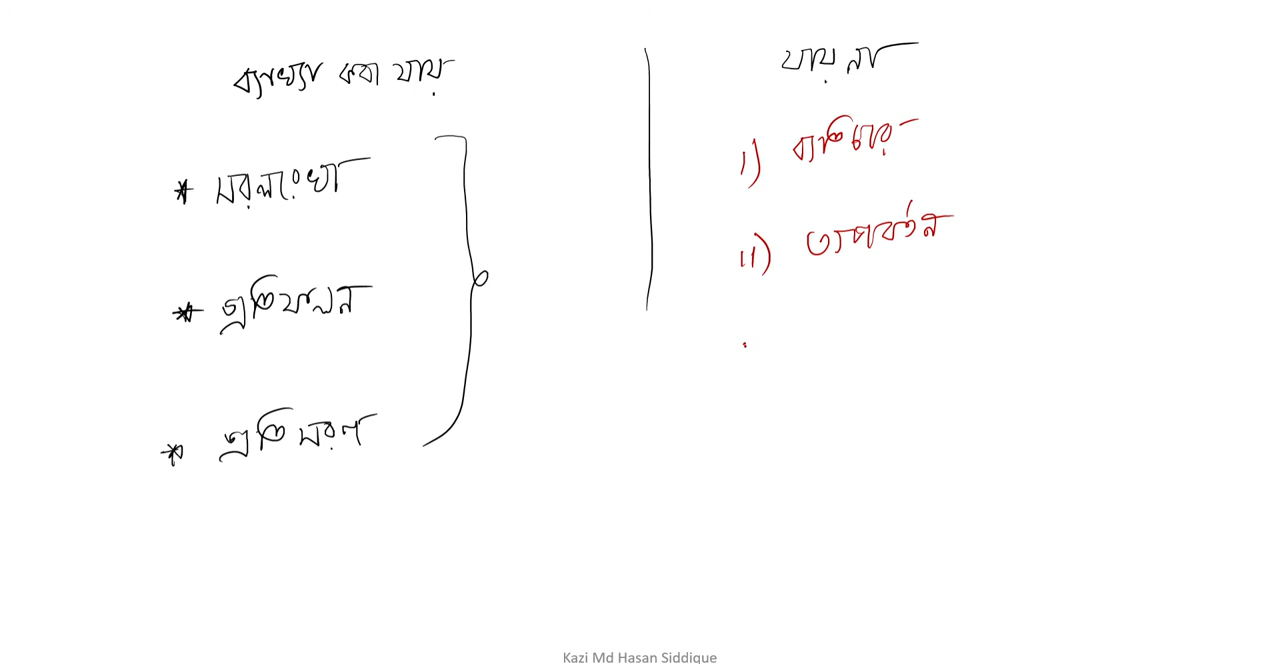 ব্যাখ্যা করা যায়
* সরলরেখা
* প্রতিফলন
* প্রতিসরণ
যায় না
i) ব্যতিচার
ii) অপবর্তন
Kazi Md Hasan Siddique